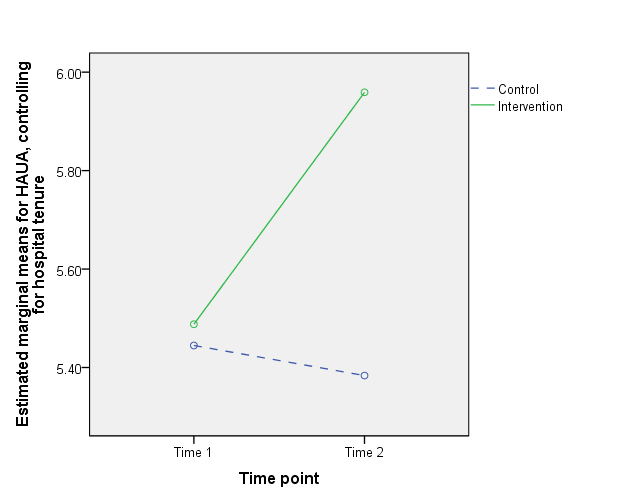 Estimated marginal means for HAUA, controlling
for hospital tenure
6.00
5.80
5.60
5.40
Time 1
Time 2
Time point
Control
Intervention